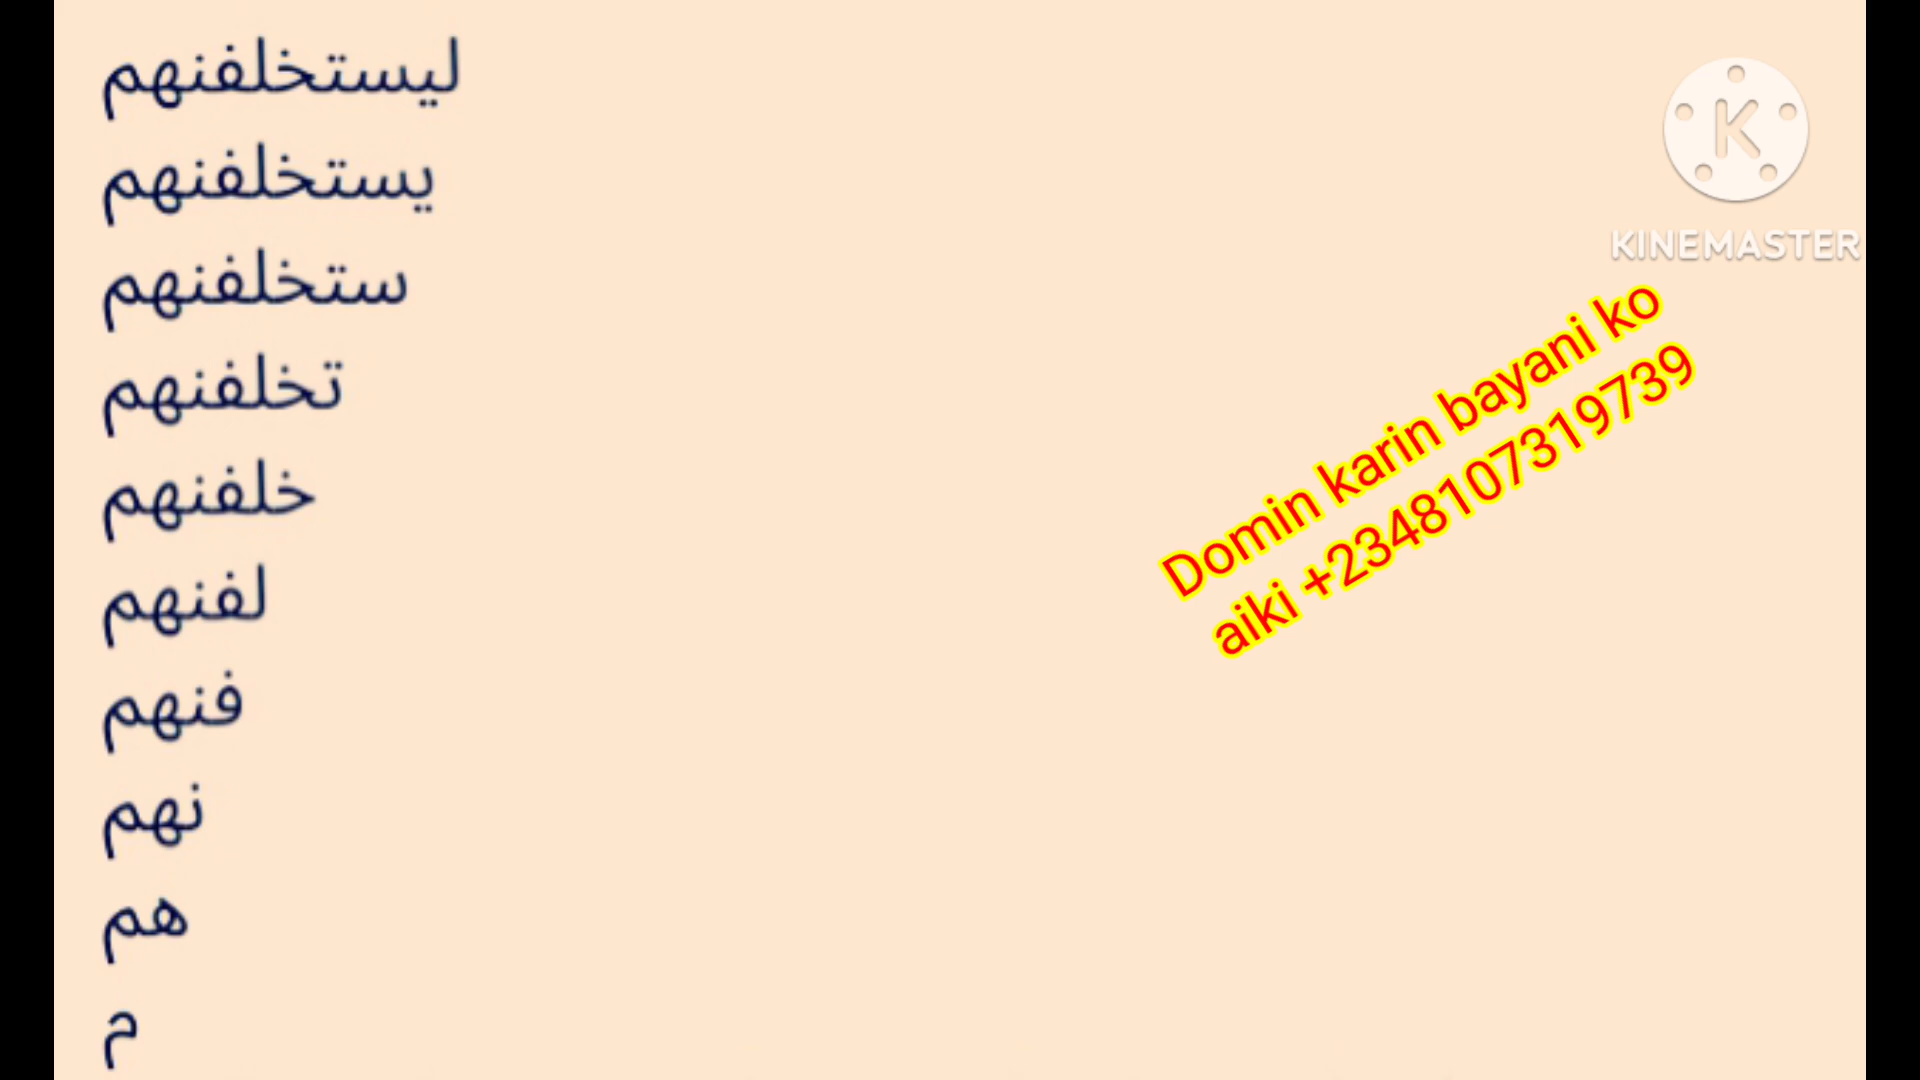 ليستخلفنهم
يستخلفنهم
ستخلفنهم
تخلفنهم
خلفنهم
لفنهم
فنهم
نهم
هم
م
KINEMASTER
Domin karin bayani ko
aiki +2348107319739